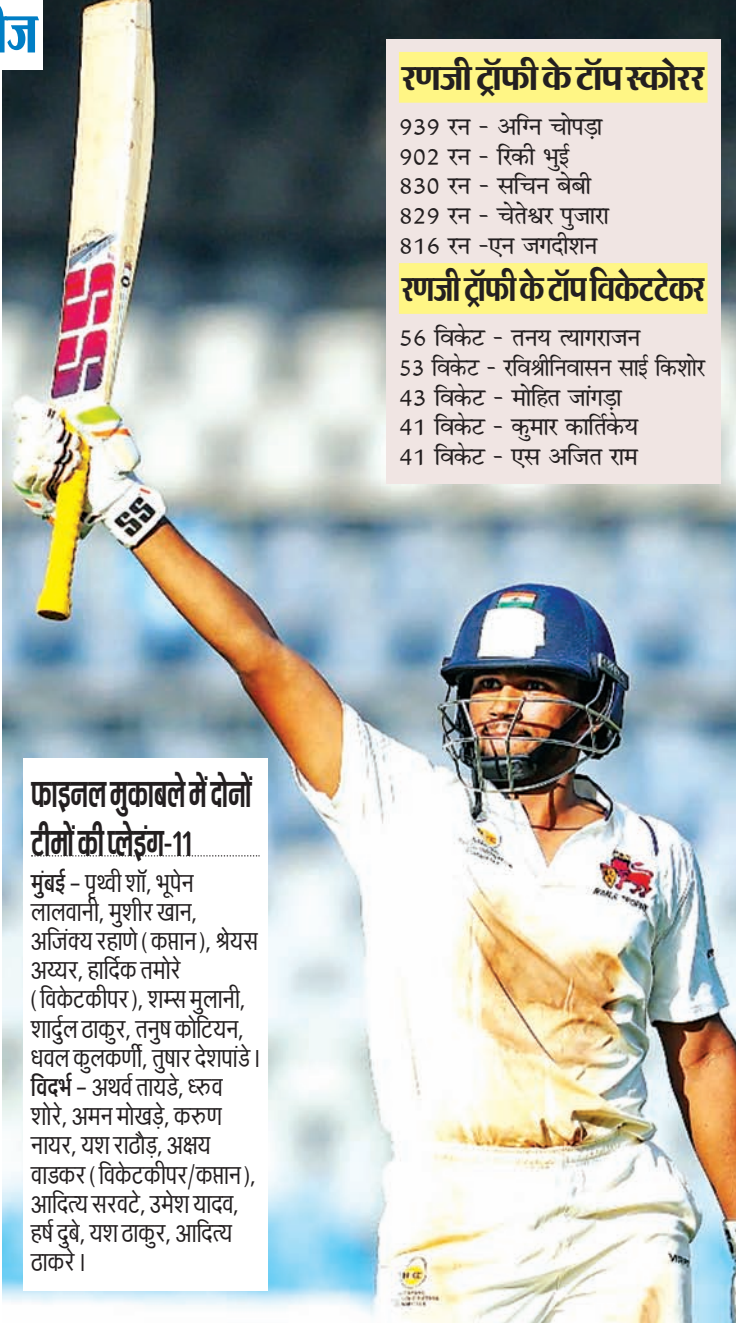 ीज
रणजी ट्रॉफी के टॉप स्कोरर
939 रन - अग्नि चोपड़ा
902 रन - रिकी भुई
830 रन - सचिन बेबी
829 रन - चेतेश्वर पुजारा
816 रन -एन जगदीशन
रणजी ट्रॉफी के टॉप विकेटटेकर
56 विकेट - तनय त्यागराजन
53 विकेट - रविश्रीनिवासन साई किशोर
43 विकेट - मोहित जांगड़ा
41 विकेट - कुमार कार्तिकेय
41 विकेट - एस अजित राम
SS
SS
फाइनल मुकाबले में दोनों
टीमों की प्लेइंग-11
मुंबई – पृथ्वी शॉ, भूपेन
लालवानी, मुशीर खान,
अजिंक्य रहाणे (कप्तान), श्रेयस
अय्यर, हार्दिक तमोरे
(विकेटकीपर), शम्स मुलानी,
शार्दुल ठाकुर, तनुष कोटियन,
धवल कुलकर्णी, तुषार देशपांडे।
विदर्भ – अथर्व तायडे, ध्रुव
शोरे, अमन मोखड़े, करुण
नायर, यश राठौड़, अक्षय
वाडकर (विकेटकीपर/कप्तान),
आदित्य सरवटे, उमेश यादव,
हर्ष दुबे, यश ठाकुर, आदित्य
ठाकरे।